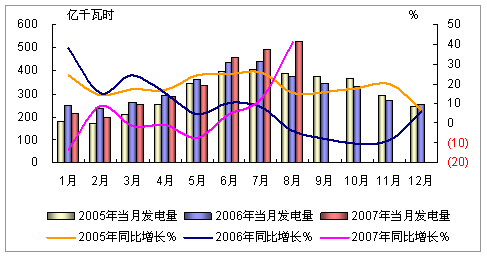 亿千瓦时 %
600 50
500 40
400 30
300 20
200 10
100 0
0 (10)
(20)
1月 2月 3月 4月 5月 6月 7月 8月 9月 10月 11月 12月
2005年当月发电量 2006年当月发电量 2007年当月发电量
2005年同比增长% 2006年同比增长% 2007年同比增长%